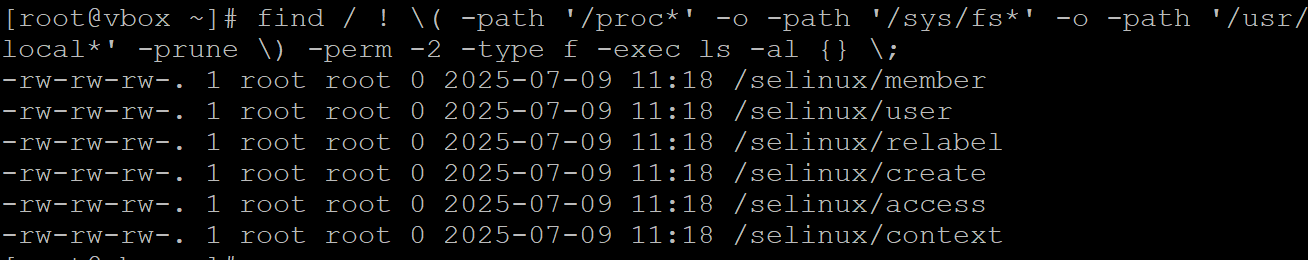 [root@vbox ~]# find / ! \( -path '/proc*' -o -path '/sys/fs*' -o -path '/usr/
local*' -prune \) -perm -2 -type f -exec ls -al {} \;
-rw-rw-rw-. 1 root root 0 2025-07-09 11:18 /selinux/member
-rw-rw-rw-. 1 root root 0 2025-07-09 11:18 /selinux/user
-rw-rw-rw-. 1 root root 0 2025-07-09 11:18 /selinux/relabel
-rw-rw-rw-. 1 root root 0 2025-07-09 11:18 /selinux/create
-rw-rw-rw-. 1 root root 0 2025-07-09 11:18 /selinux/access
-rw-rw-rw-. 1 root root 0 2025-07-09 11:18 /selinux/context